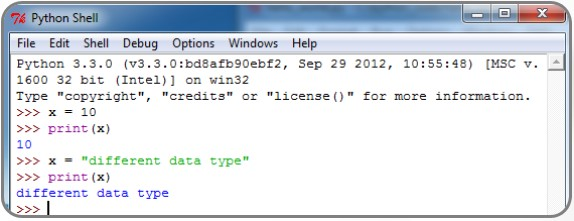 Python Shell
File Edit Shell Debug Options Windows Help
Python 3.3.0 (v3.3.0:bd8afb90ebf2, Sep 29 2012, 10:55:48) [MSC v.
1600 32 bit (Intel)] on win32
Type "copyright", "credits" or "license()" for more information.
>>> x = 10
>>> print(x)
10
>>> x = "different data type"
>>> print(x)
different data type
>>>